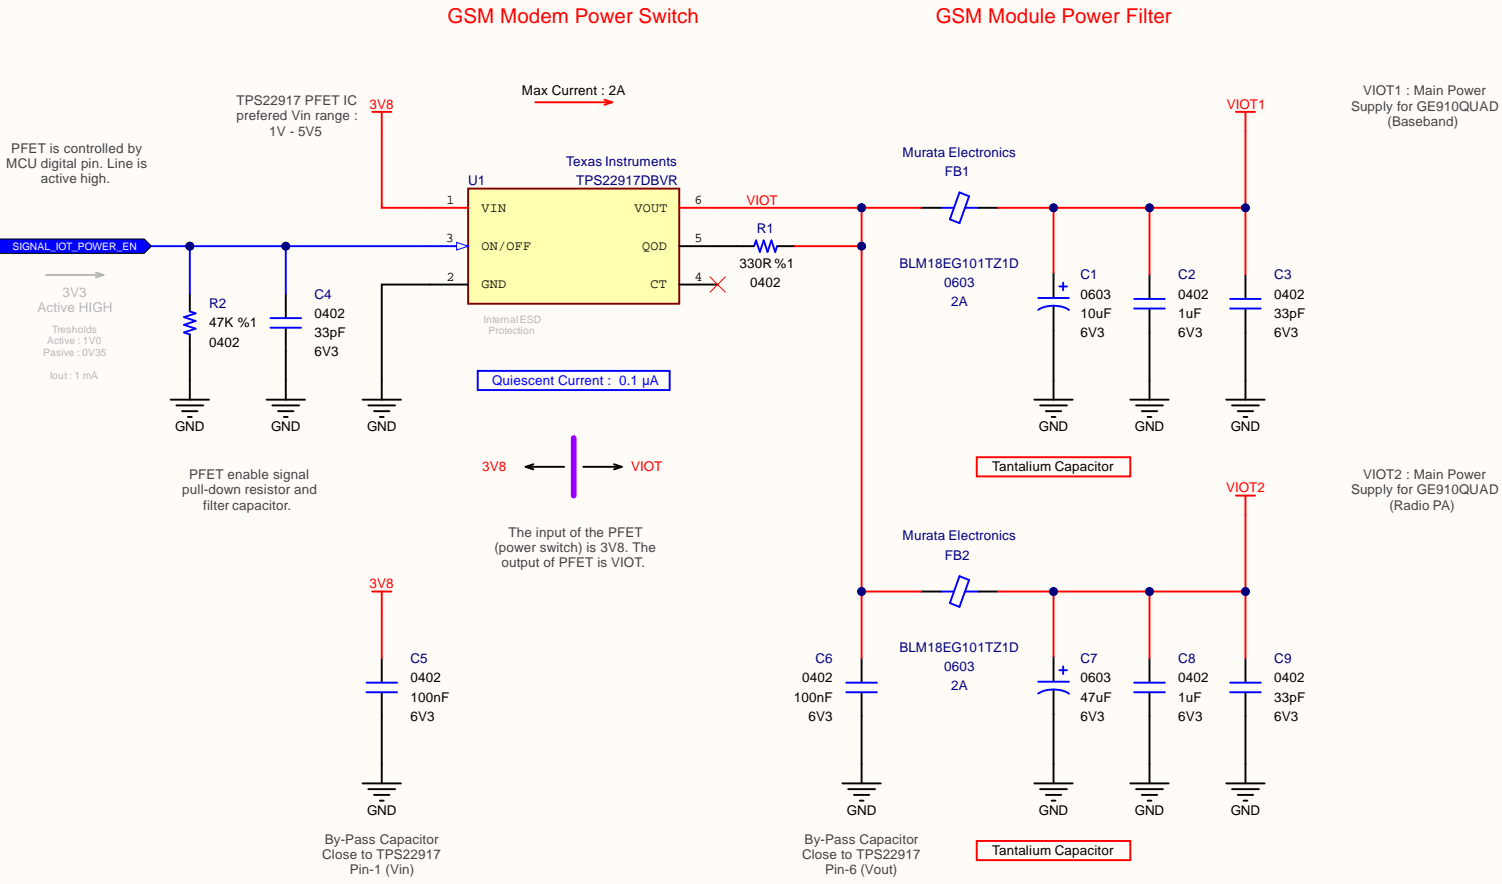 GSM Modem Power Switch
GSM Module Power Filter
TPS22917 PFET IC
prefered Vin range :
1V - 5V5
3V8
Max Current : 2A
VIOT1
VIOT1 : Main Power
Supply for GE910QUAD
(Baseband)
PFET is controlled by
MCU digital pin. Line is
active high.
Texas Instruments
U1
TPS22917DBVR
Murata Electronics
FB1
1
VIN
VOUT
6
VIOT
SIGNAL_IOT_POWER_EN
3
ON/OFF
QOD
5
R1
330R %1
0402
2
GND
CT
4
BLM18EG101TZ1D
0603
2A
3V3
Active HIGH
Tresholds
Active : 1V0
Pasive : 0V35
Iout : 1 mA
R2
47K %1
0402
C4
0402
33pF
6V3
Internal ESD
Protection
+
C1
0603
10uF
6V3
C2
0402
1uF
6V3
C3
0402
33pF
6V3
Quiescent Current : 0.1 µA
GND
GND
GND
GND
GND
GND
PFET enable signal
pull-down resistor and
filter capacitor.
3V8
VIOT
Tantalium Capacitor
VIOT2
VIOT2 : Main Power
Supply for GE910QUAD
(Radio PA)
The input of the PFET
(power switch) is 3V8. The
output of PFET is VIOT.
Murata Electronics
FB2
3V8
C5
0402
100nF
6V3
C6
0402
100nF
6V3
BLM18EG101TZ1D
0603
2A
+
C7
0603
47uF
6V3
C8
0402
1uF
6V3
C9
0402
33pF
6V3
GND
GND
GND
GND
GND
By-Pass Capacitor
Close to TPS22917
Pin-1 (Vin)
By-Pass Capacitor
Close to TPS22917
Pin-6 (Vout)
Tantalium Capacitor